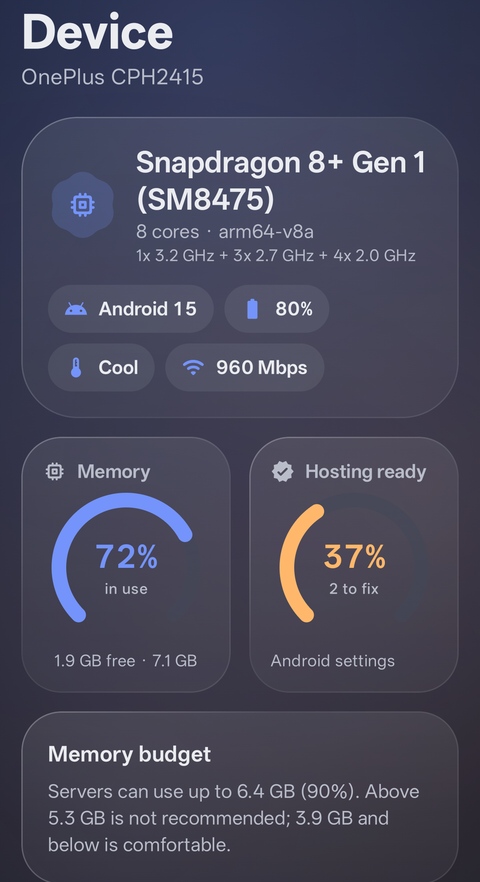 Device
OnePlus CPH2415
Snapdragon 8+ Gen 1
(SM8475)
8 cores · arm64-v8a
1x 3.2 GHz + 3x 2.7 GHz + 4x 2.0 GHz
Android 15
80%
Cool
960 Mbps
Memory
72%
in use
1.9 GB free · 7.1 GB
Hosting ready
37%
2 to fix
Android settings
Memory budget
Servers can use up to 6.4 GB (90%). Above
5.3 GB is not recommended; 3.9 GB and
below is comfortable.